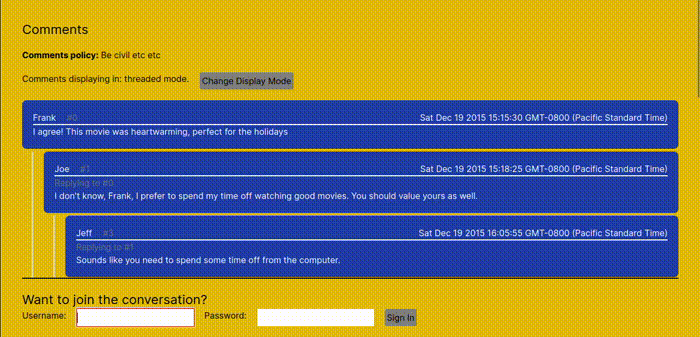 Comments
Comments policy: Be civil etc etc
Comments displaying in: threaded mode. Change Display Mode
Frank #0 Sat Dec 19 2015 15:15:30 GMT-0800 (Pacific Standard Time)
I agree! This movie was heartwarming, perfect for the holidays
Joe #1 Sat Dec 19 2015 15:18:25 GMT-0800 (Pacific Standard Time)
Replying to #0
I don't know, Frank, I prefer to spend my time off watching good movies. You should value yours as well.
Jeff #3 Sat Dec 19 2015 16:05:55 GMT-0800 (Pacific Standard Time)
Replying to #1
Sounds like you need to spend some time off from the computer.
Want to join the conversation?
Username: Password: Sign In